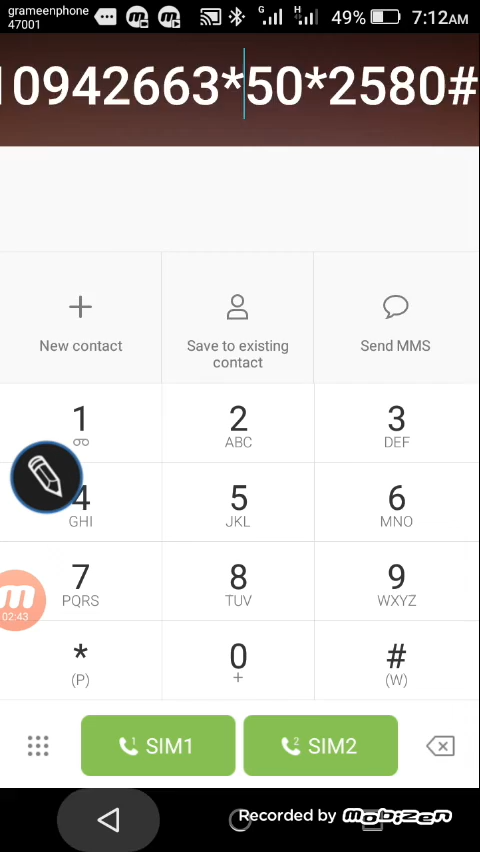 grameenphone
47001
49%
7:12AM
10942663*50*2580#
New contact
Save to existing
contact
Send MMS
1
2
ABC
3
DEF
4
GHI
5
JKL
6
MNO
7
PQRS
8
TUV
9
WXYZ
*
(P)
0
+
#
(W)
02:43
1 SIM1
2 SIM2
Recorded by Mobizen